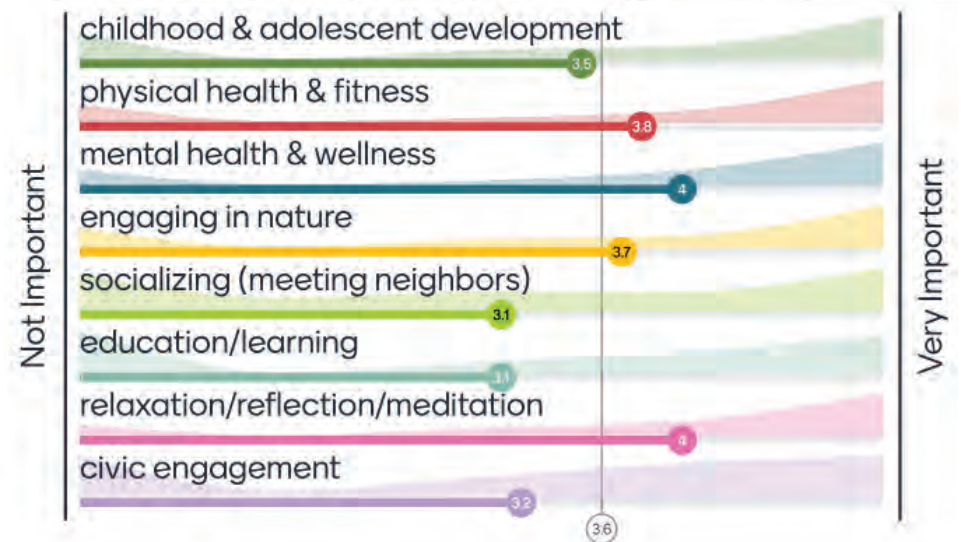 childhood & adolescent development
3.5
physical health & fitness
3.8
mental health & wellness
4
engaging in nature
3.7
socializing (meeting neighbors)
3.1
education/learning
3.1
relaxation/reflection/meditation
4
civic engagement
3.2
3.6
Not Important
Very Important